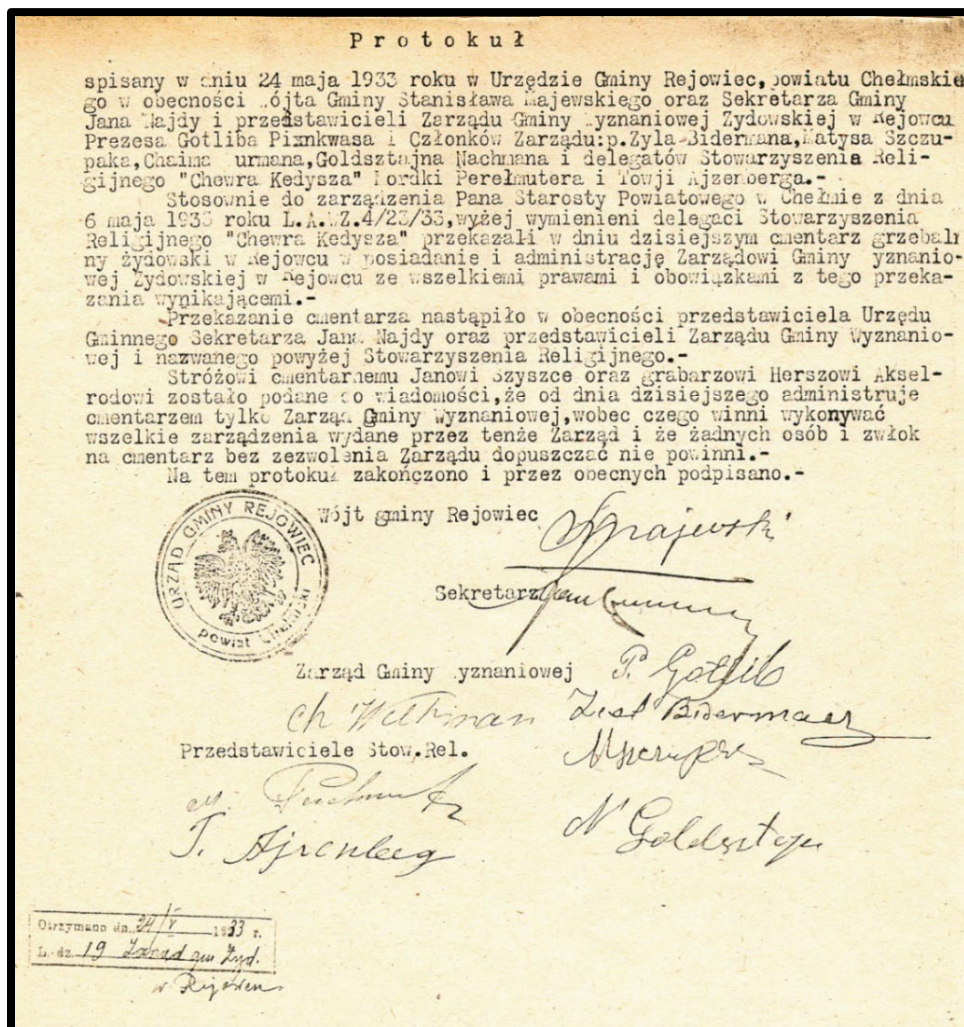 Protokuł
spisany w dniu 24 maja 1933 roku w Urzędzie Gminy Rejowiec, powiatu Chełmskie
go w obecności Wójta Gminy Stanisława Majewskiego oraz Sekretarza Gminy
Jana Najdy i przedstawicieli Zarządu Gminy Wyznaniowej Zydowskiej w Rejowcu
Prezesa Gotliba Pinkwasa i Członków Zarządu:p.Zyla Bidermana,Matysa Szczu-
paka,Chaima urmana,Goldsztajna Nachmana i delegatów Stowarzyszenia Reli-
gijnego "Chewra Kedysza" Mordki Perełmutera i Towji Ajzenberga.-
Stosownie do zarządzenia Pana Starosty Powiatowego w Chełmie z dnia
6 maja 1933 roku L.A.WZ.4/23/33,wyżej wymienieni delegaci Stowarzyszenia
Religijnego "Chewra Kedysza" przekazali w dniu dzisiejszym cmentarz grzebal
ny żydowski w Rejowcu w posiadanie i administrację Zarządowi Gminy yznanio-
wej Żydowskiej w Rejowcu ze wszelkiemi prawami i obowiązkami z tego przeka-
zania wynikającemi.-
Przekazanie cmentarza nastąpiło w obecności przedstawiciela Urzędu
Gminnego Sekretarza Jana Najdy oraz przedstawicieli Zarządu Gminy Wyznanio-
wej i nazwanego powyżej Stowarzyszenia Religijnego.-
Stróżowi cmentarnemu Janowi Szyszce oraz grabarzowi Herszowi Aksel-
rodowi zostało podane do wiadomości,że od dnia dzisiejszego administruje
cmentarzem tylko Zarząd Gminy Wyznaniowej,wobec czego winni wykonywać
wszelkie zarządzenia wydane przez tenże Zarząd i że żadnych osób i zwłok
na cmentarz bez zezwolenia Zarządu dopuszczać nie powinni.-
Na tem protokuł zakończono i przez obecnych podpisano.-
Wójt gminy Rejowiec
URZĄD GMINY REJOWIEC
powiat Chełmski
Majewski
Sekretarz
Zarząd Gminy yznaniowej P. Gotlib
Ch Biderman
Przedstawiciele Stow.Rel.
T. Ajzenberg
N Goldsztajn
Otrzymano dn. 24/V 1933 r.
L. dz. 19 Zarząd gm Żyd.
w Rejowcu